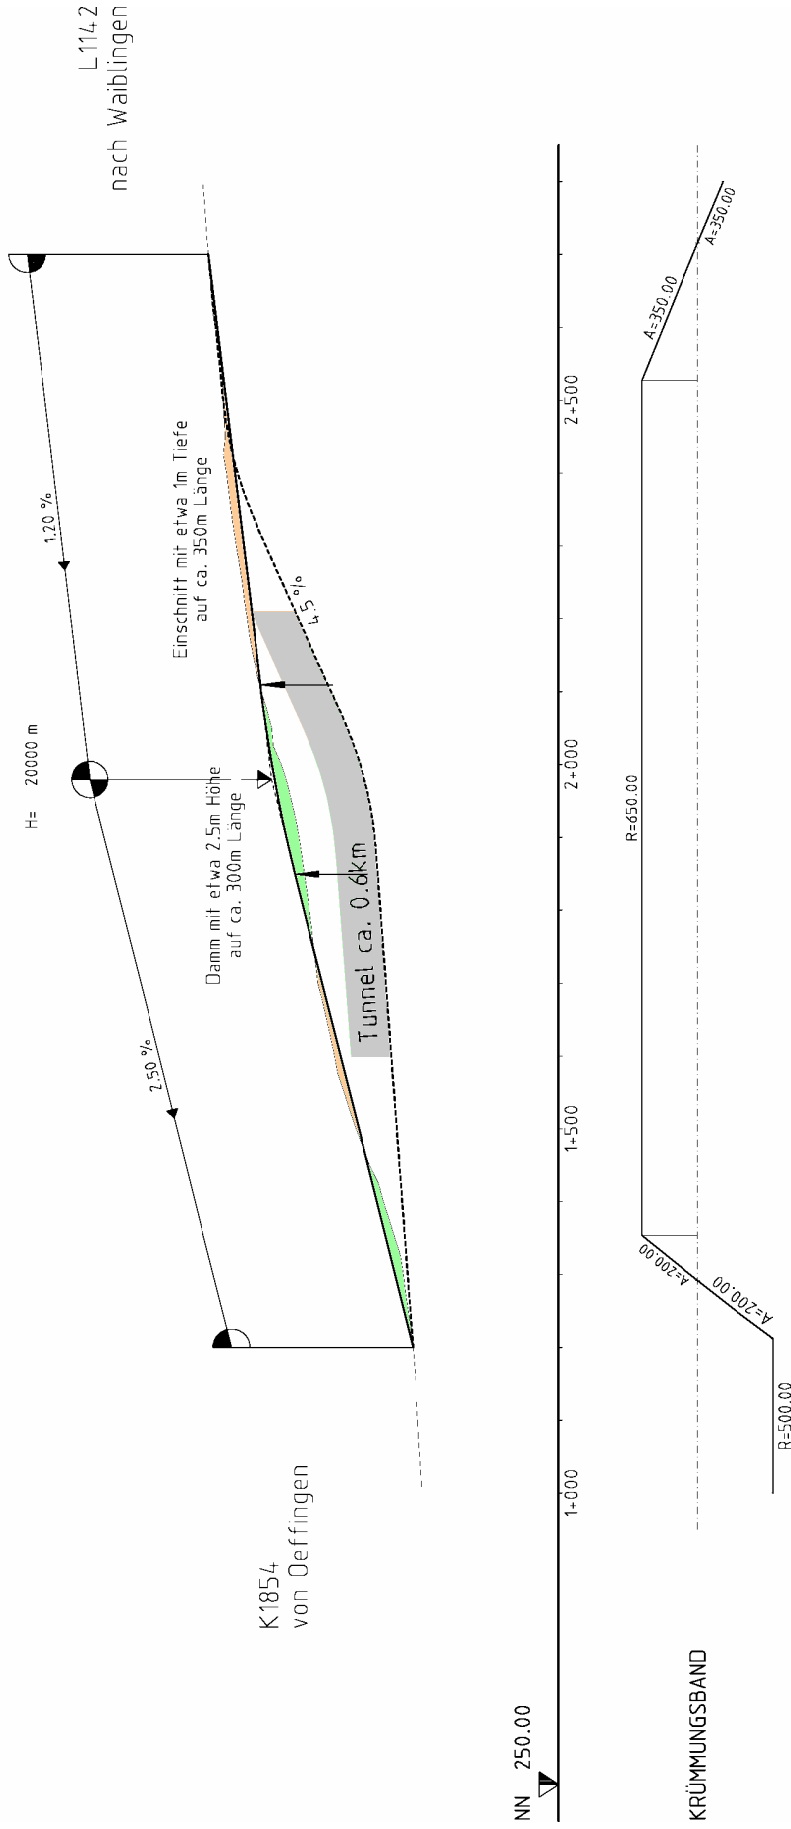 K1854
von Oeffingen
L1142
nach Waiblingen
H= 20000 m
2.50 %
1.20 %
Damm mit etwa 2.5m Höhe
auf ca. 300m Länge
Einschnitt mit etwa 1m Tiefe
auf ca. 350m Länge
4.5 %
Tunnel ca. 0.6km
NN 250.00
1+000
1+500
2+000
2+500
KRÜMMUNGSBAND
R=500.00
A=200.00
A=200.00
R=650.00
A=350.00
A=350.00